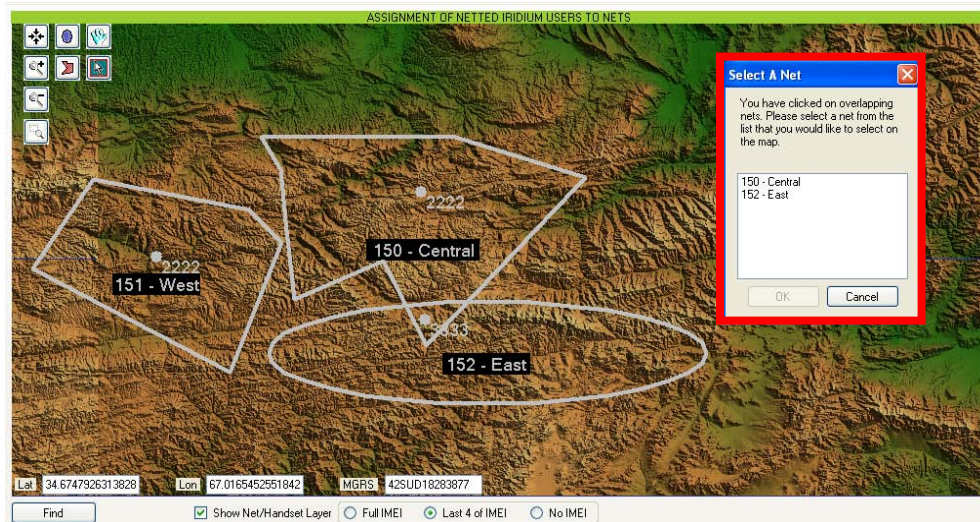 ASSIGNMENT OF NETTED IRIDIUM USERS TO NETS
Select A Net
You have clicked on overlapping
nets. Please select a net from the
list that you would like to select on
the map.
150 - Central
152 - East
OK
Cancel
2222
150 - Central
2222
151 - West
3333
152 - East
Lat 34.6747926313828 Lon 67.0165452551842 MGRS 42SUD18283877
Find Show Net/Handset Layer Full IMEI Last 4 of IMEI No IMEI